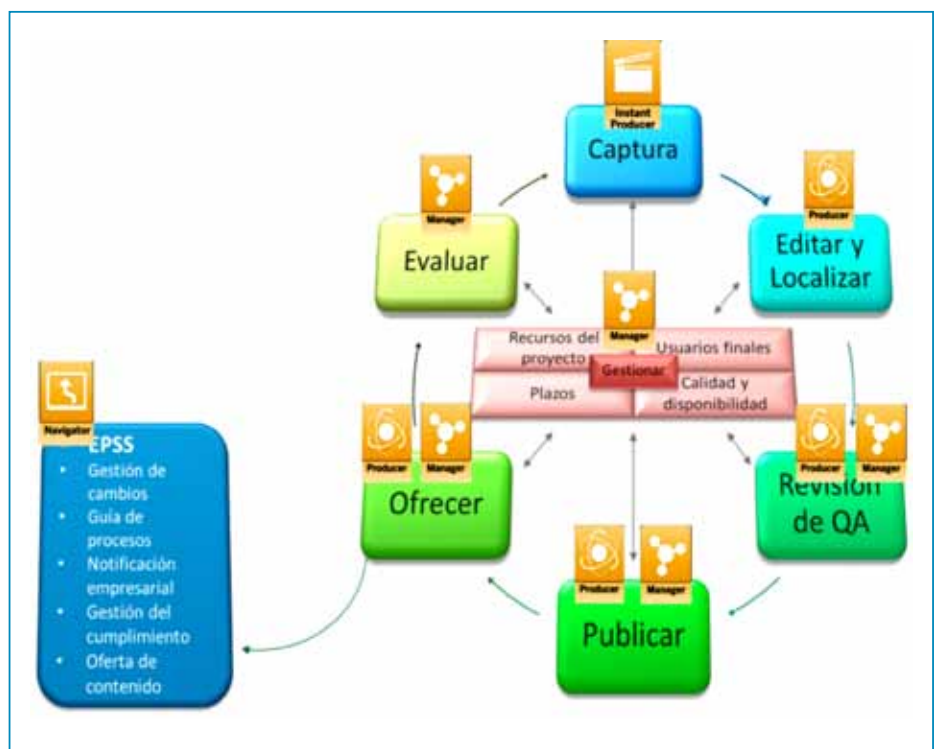 Instant
Producer
Captura
Manager
Evaluar
Producer
Editar y
Localizar
Manager
Recursos del
proyecto
Usuarios finales
Gestionar
Plazos
Calidad y
disponibilidad
Navigator
EPSS
• Gestión de
cambios
• Guía de
procesos
• Notificación
empresarial
• Gestión del
cumplimiento
• Oferta de
contenido
Producer
Manager
Ofrecer
Producer
Manager
Revisión
de QA
Producer
Manager
Publicar